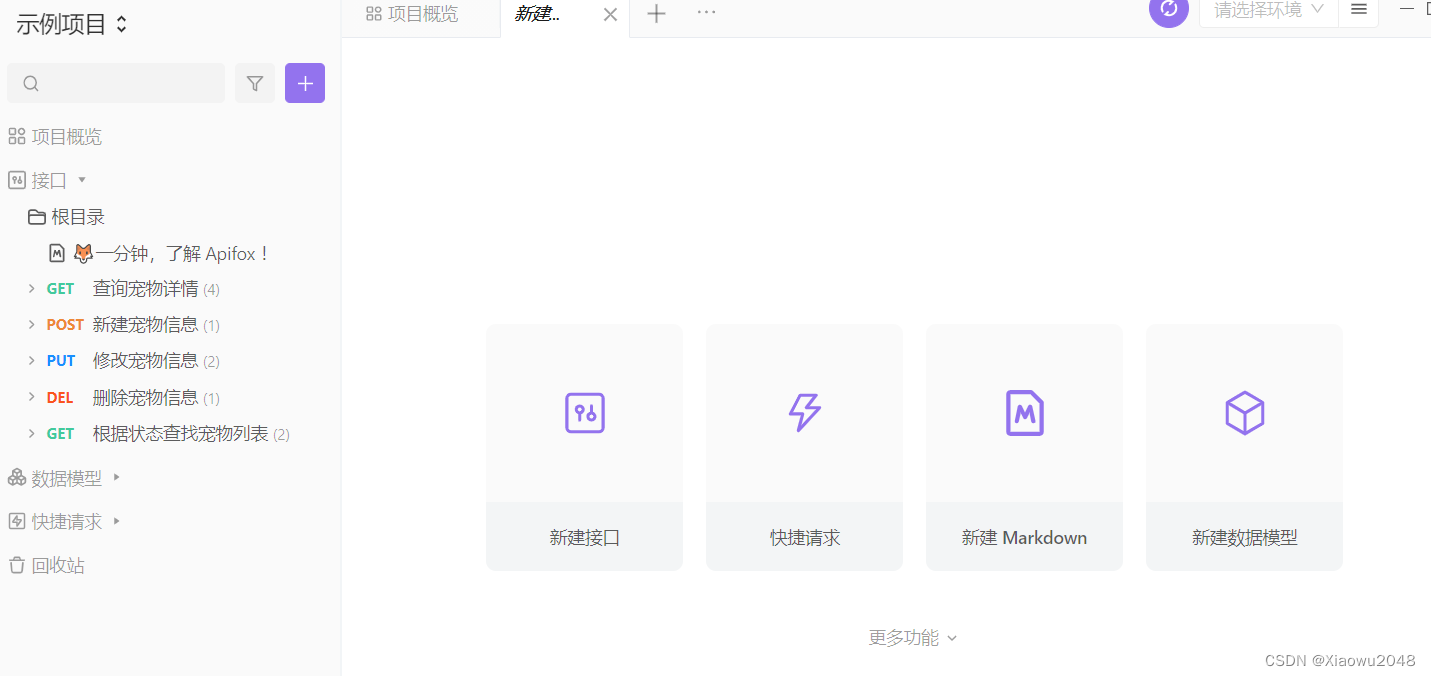 示例项目
项目概览
新建...
请选择环境
项目概览
接口
根目录
一分钟，了解 Apifox！
GET 查询宠物详情 (4)
POST 新建宠物信息 (1)
PUT 修改宠物信息 (2)
DEL 删除宠物信息 (1)
GET 根据状态查找宠物列表 (2)
数据模型
快捷请求
回收站
新建接口
快捷请求
新建 Markdown
新建数据模型
更多功能
CSDN @Xiaowu2048